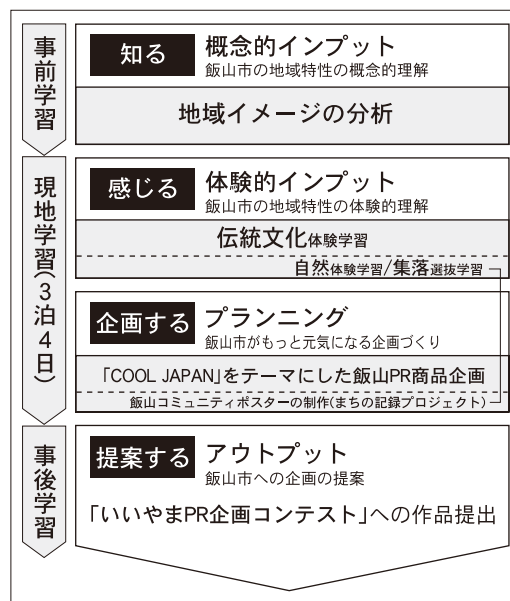 事前学習
知る 概念的インプット
飯山市の地域特性の概念的理解
地域イメージの分析
現地学習(3泊4日)
感じる 体験的インプット
飯山市の地域特性の体験的理解
伝統文化体験学習
自然体験学習/集落選抜学習
企画する プランニング
飯山市がもっと元気になる企画づくり
「COOL JAPAN」をテーマにした飯山PR商品企画
飯山コミュニティポスターの制作(まちの記録プロジェクト)
事後学習
提案する アウトプット
飯山市への企画の提案
「いいやまPR企画コンテスト」への作品提出